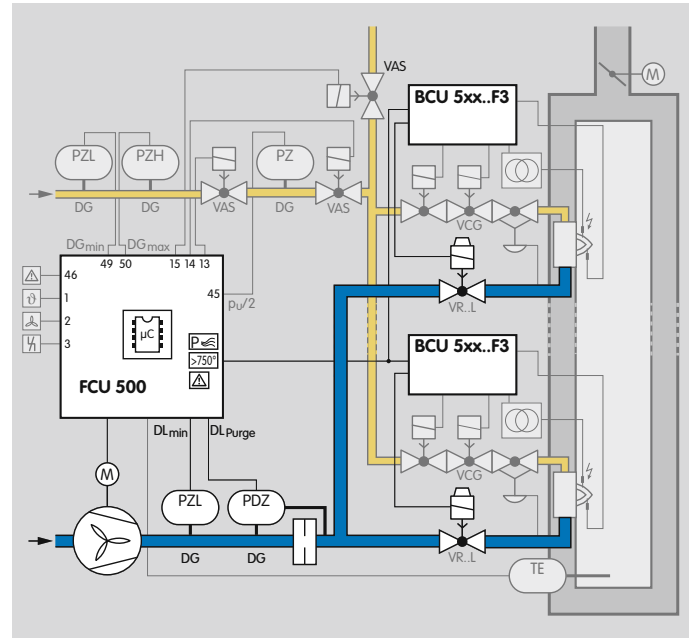 VAS
BCU 5xx..F3
M
PZL
PZH
PZ
DG
DG
VAS
DG
VAS
VCG
DGmin
DGmax
49 50
15 14 13
46
1
2
3
45
pu/2
µC
P
>750°
FCU 500
VR..L
BCU 5xx..F3
DLmin
DLPurge
VCG
M
PZL
PDZ
DG
DG
VR..L
TE